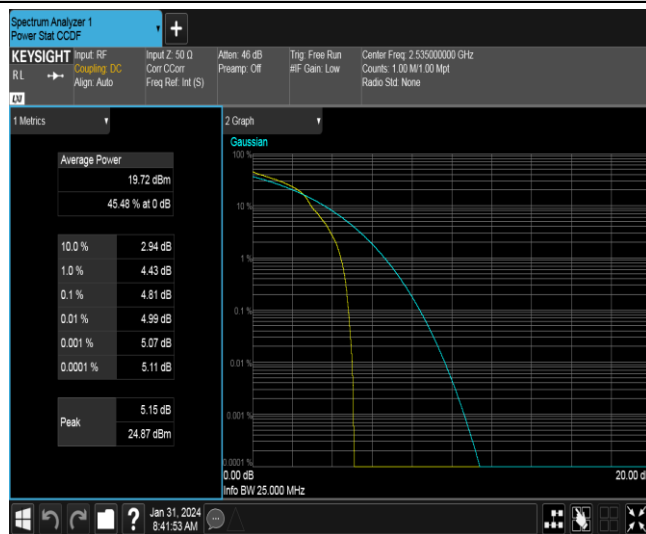 Spectrum Analyzer 1
Power Stat CCDF
+
KEYSIGHT
RL
LXI
Input: RF
Coupling: DC
Align: Auto
Input Z: 50 Ω
Corr CCorr
Freq Ref: Int (S)
Atten: 46 dB
Preamp: Off
Trig: Free Run
#IF Gain: Low
Center Freq: 2.535000000 GHz
Counts: 1.00 M/1.00 Mpt
Radio Std: None
1 Metrics
Average Power
19.72 dBm
45.48 % at 0 dB
10.0 % 2.94 dB
1.0 % 4.43 dB
0.1 % 4.81 dB
0.01 % 4.99 dB
0.001 % 5.07 dB
0.0001 % 5.11 dB
Peak
5.15 dB
24.87 dBm
2 Graph
Gaussian
100 %
10 %
1 %
0.1 %
0.01 %
0.001 %
0.0001 %
0.00 dB
20.00 d
Info BW 25.000 MHz
?
Jan 31, 2024
8:41:53 AM